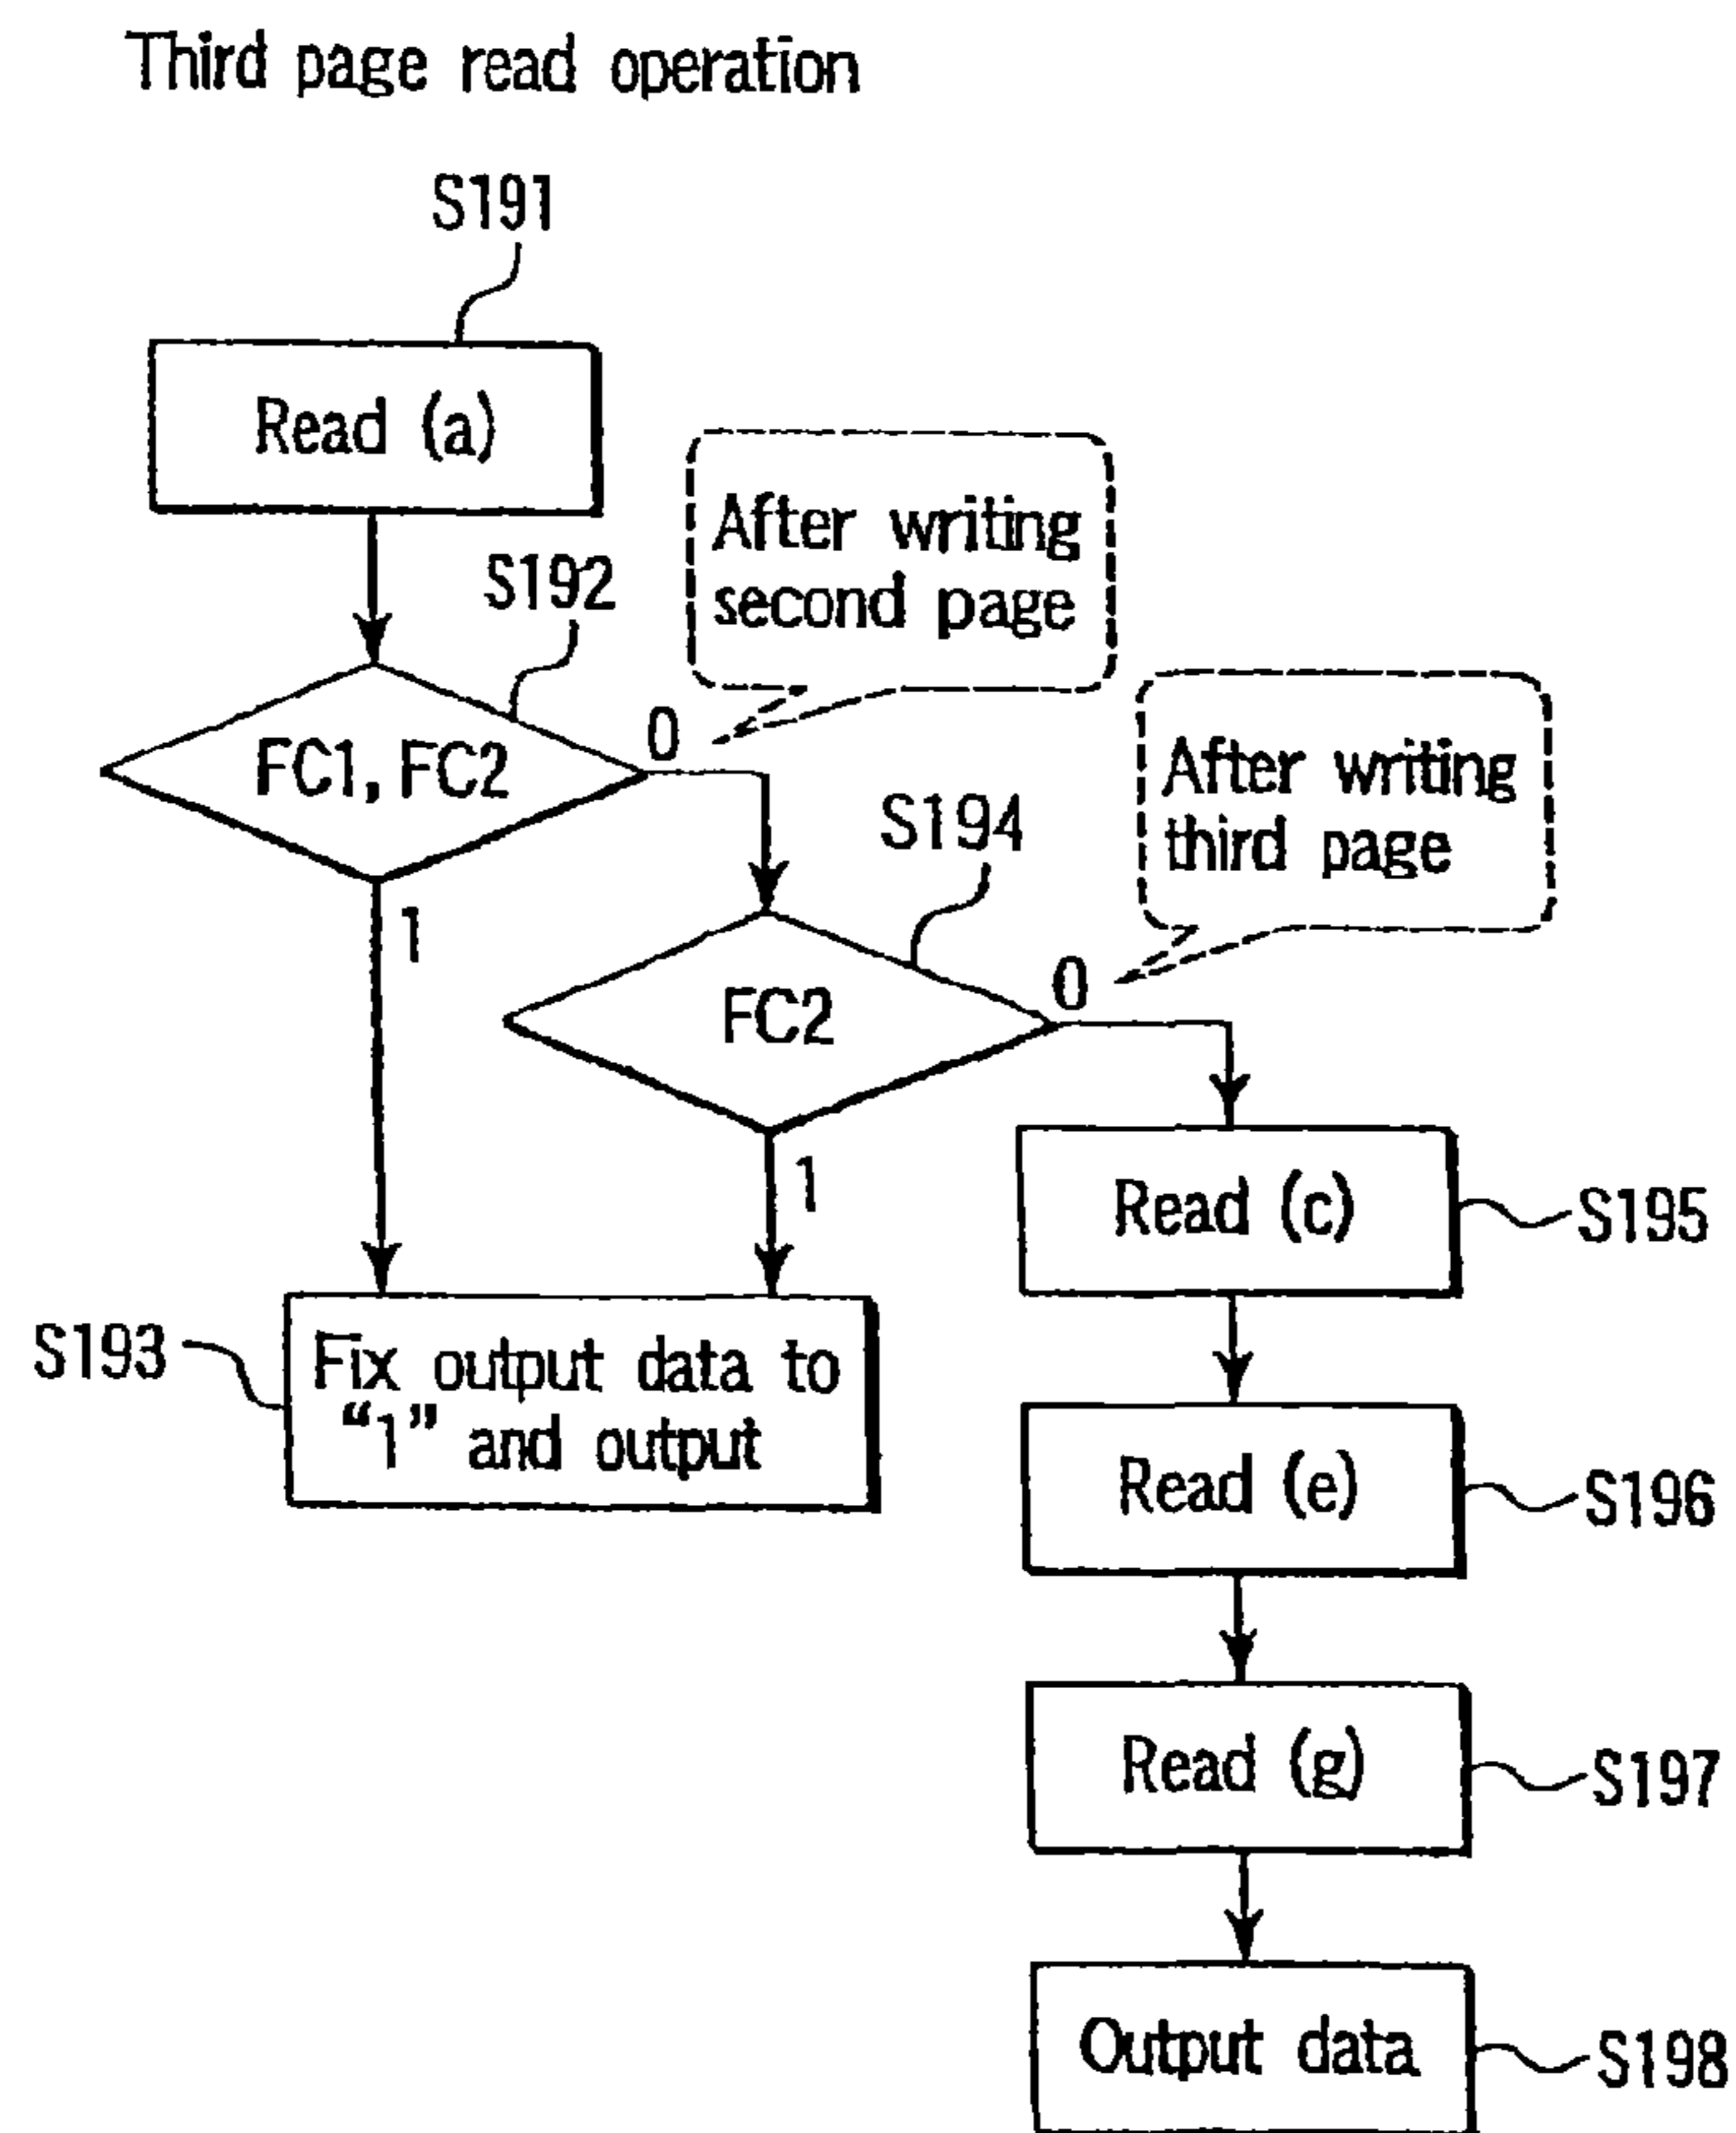 Third page read operation
S191
Read (a)
After writing
second page
S192
0
FC1, FC2
After writing
third page
S194
1
0
FC2
1
Read (c)
S195
S193
Fix output data to
“1” and output
Read (e)
S196
Read (g)
S197
Output data
S198